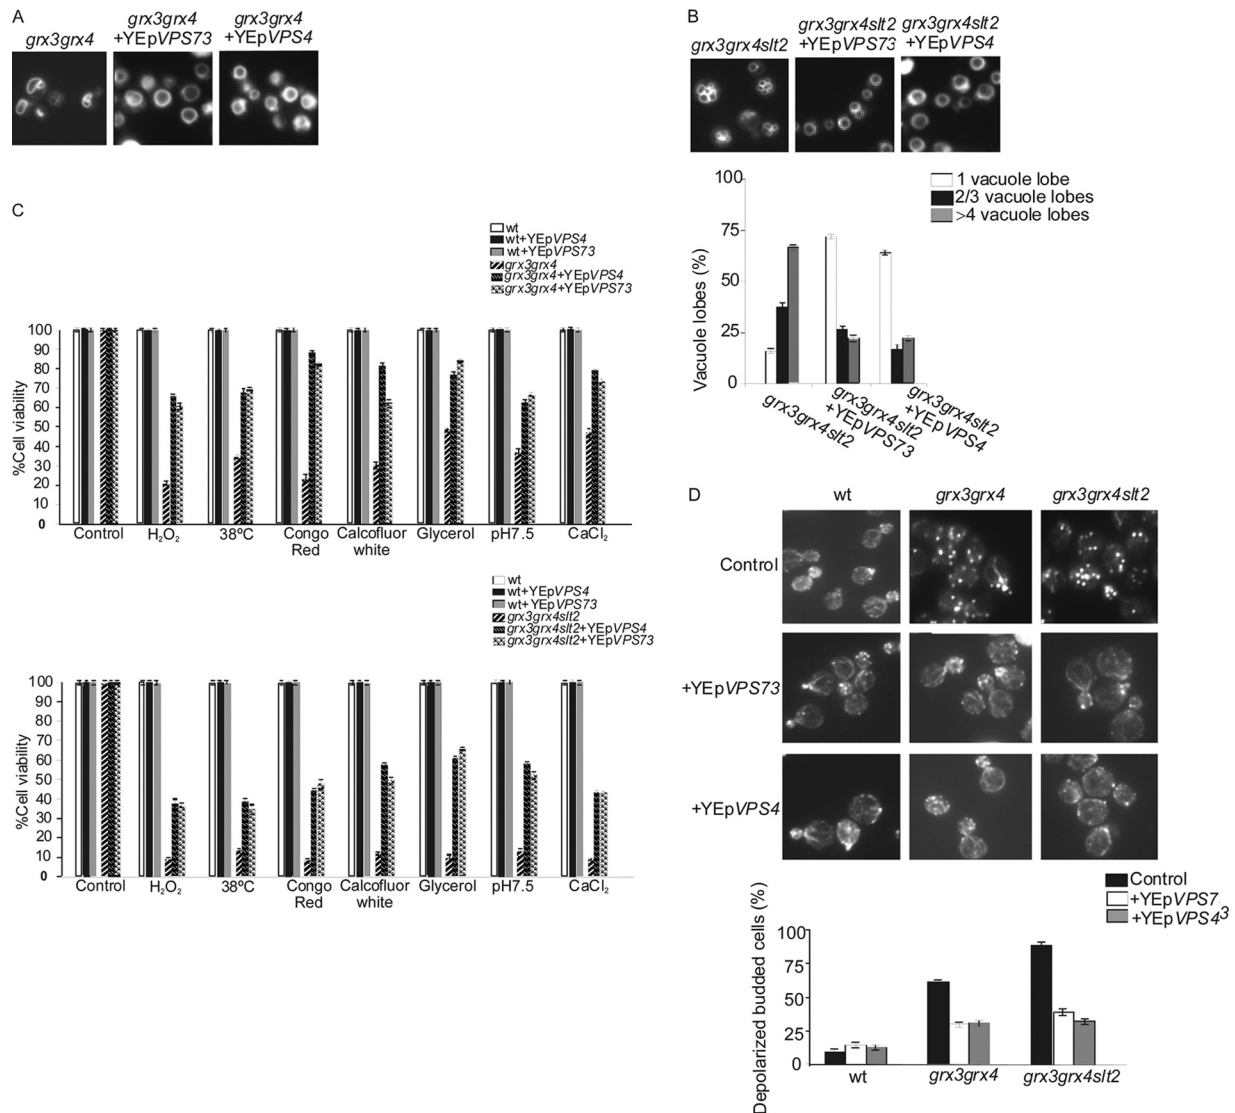 A
grx3grx4
grx3grx4
+YEpVPS73
grx3grx4
+YEpVPS4
B
grx3grx4slt2
grx3grx4slt2
+YEpVPS73
grx3grx4slt2
+YEpVPS4
1 vacuole lobe
2/3 vacuole lobes
>4 vacuole lobes
Vacuole lobes (%)
100
75
50
25
0
grx3grx4slt2
grx3grx4slt2
+YEpVPS73
grx3grx4slt2
+YEpVPS4
C
wt
wt+YEpVPS4
wt+YEpVPS73
grx3grx4
grx3grx4+YEpVPS4
grx3grx4+YEpVPS73
%Cell viability
100
90
80
70
60
50
40
30
20
10
0
Control
H₂O₂
38ºC
Congo
Red
Calcofluor
white
Glycerol
pH7.5
CaCl₂
wt
wt+YEpVPS4
wt+YEpVPS73
grx3grx4slt2
grx3grx4slt2+YEpVPS4
grx3grx4slt2+YEpVPS73
%Cell viability
100
90
80
70
60
50
40
30
20
10
0
Control
H₂O₂
38ºC
Congo
Red
Calcofluor
white
Glycerol
pH7.5
CaCl₂
D
wt
grx3grx4
grx3grx4slt2
Control
+YEpVPS73
+YEpVPS4
Control
+YEpVPS7
+YEpVPS4³
Depolarized budded cells (%)
100
75
50
25
0
wt
grx3grx4
grx3grx4slt2